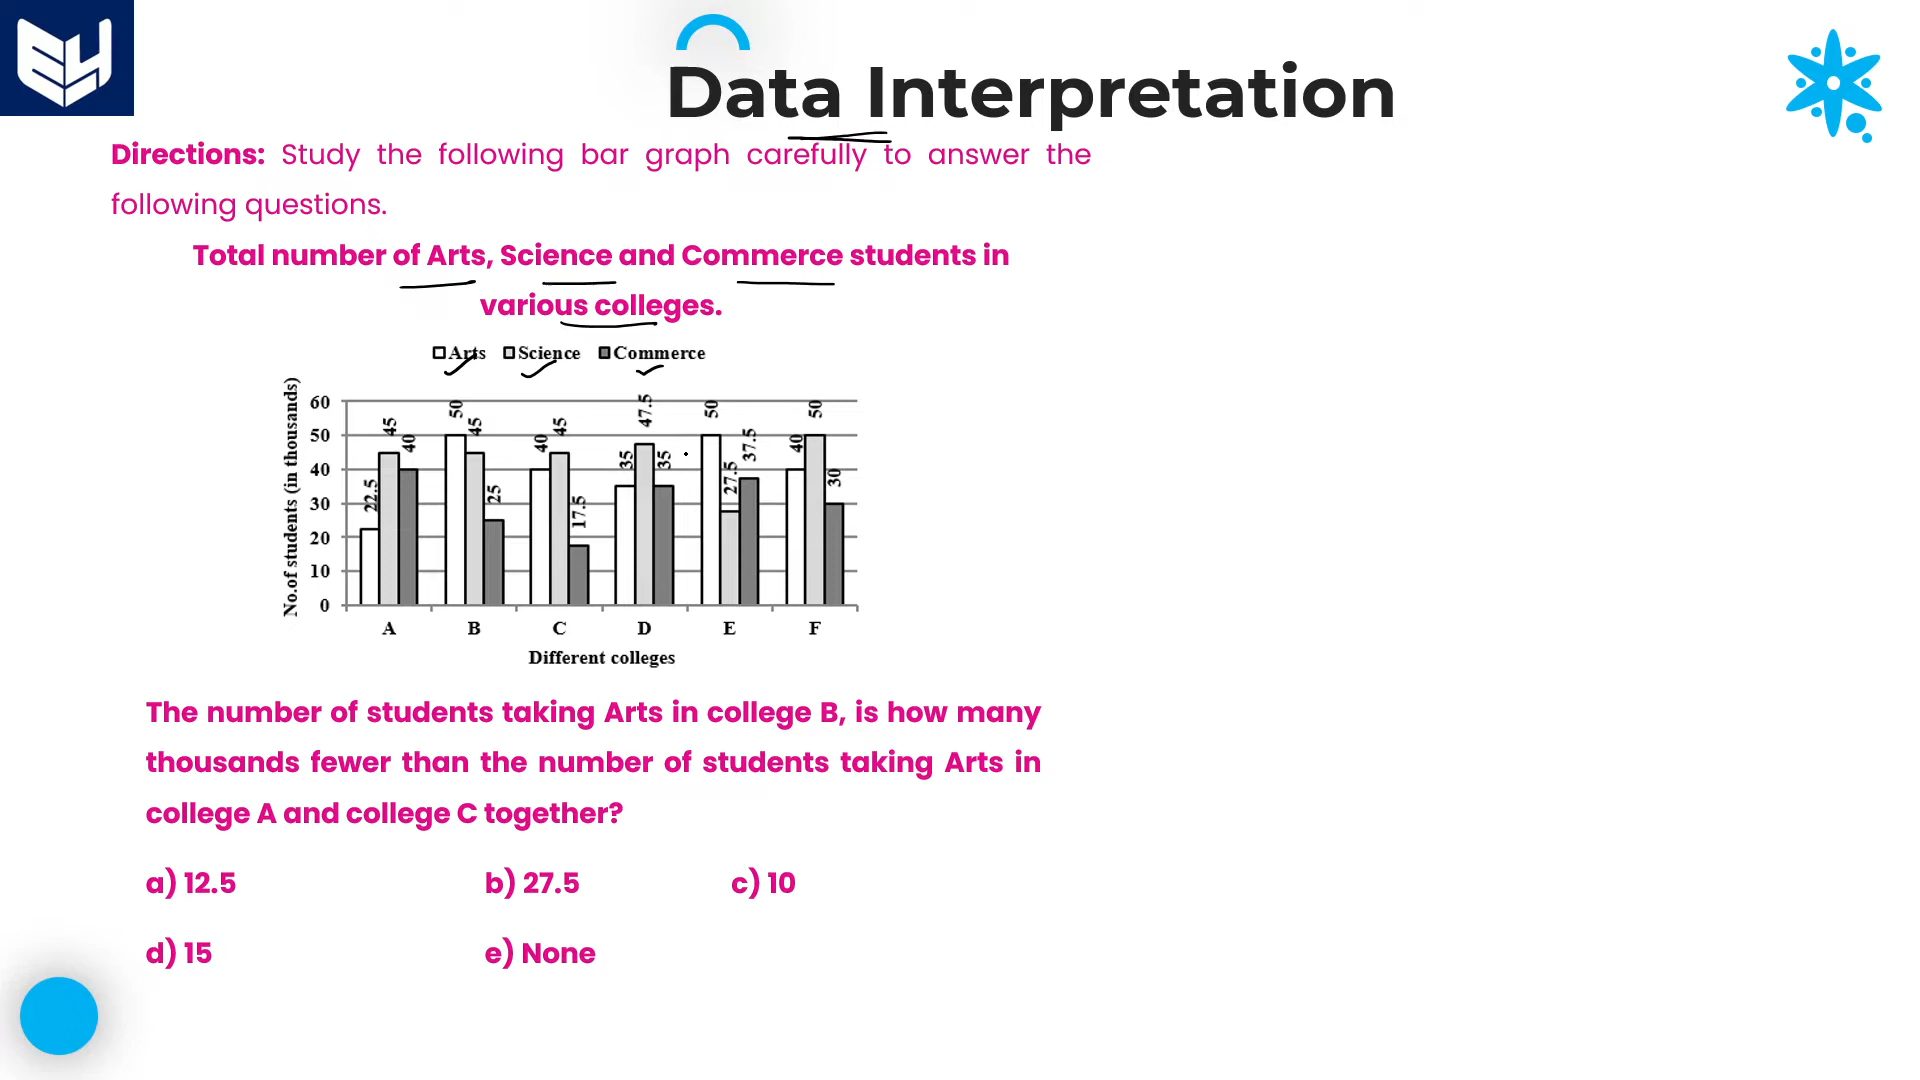 Data Interpretation
Directions: Study the following bar graph carefully to answer the
following questions.
Total number of Arts, Science and Commerce students in
various colleges.
Arts Science Commerce
No.of students (in thousands)
60
50
40
30
20
10
0
22.5 45 40
50 45 25
40 45 17.5
35 47.5 35
50 27.5 37.5
40 50 30
A B C D E F
Different colleges
The number of students taking Arts in college B, is how many
thousands fewer than the number of students taking Arts in
college A and college C together?
a) 12.5 b) 27.5 c) 10
d) 15 e) None